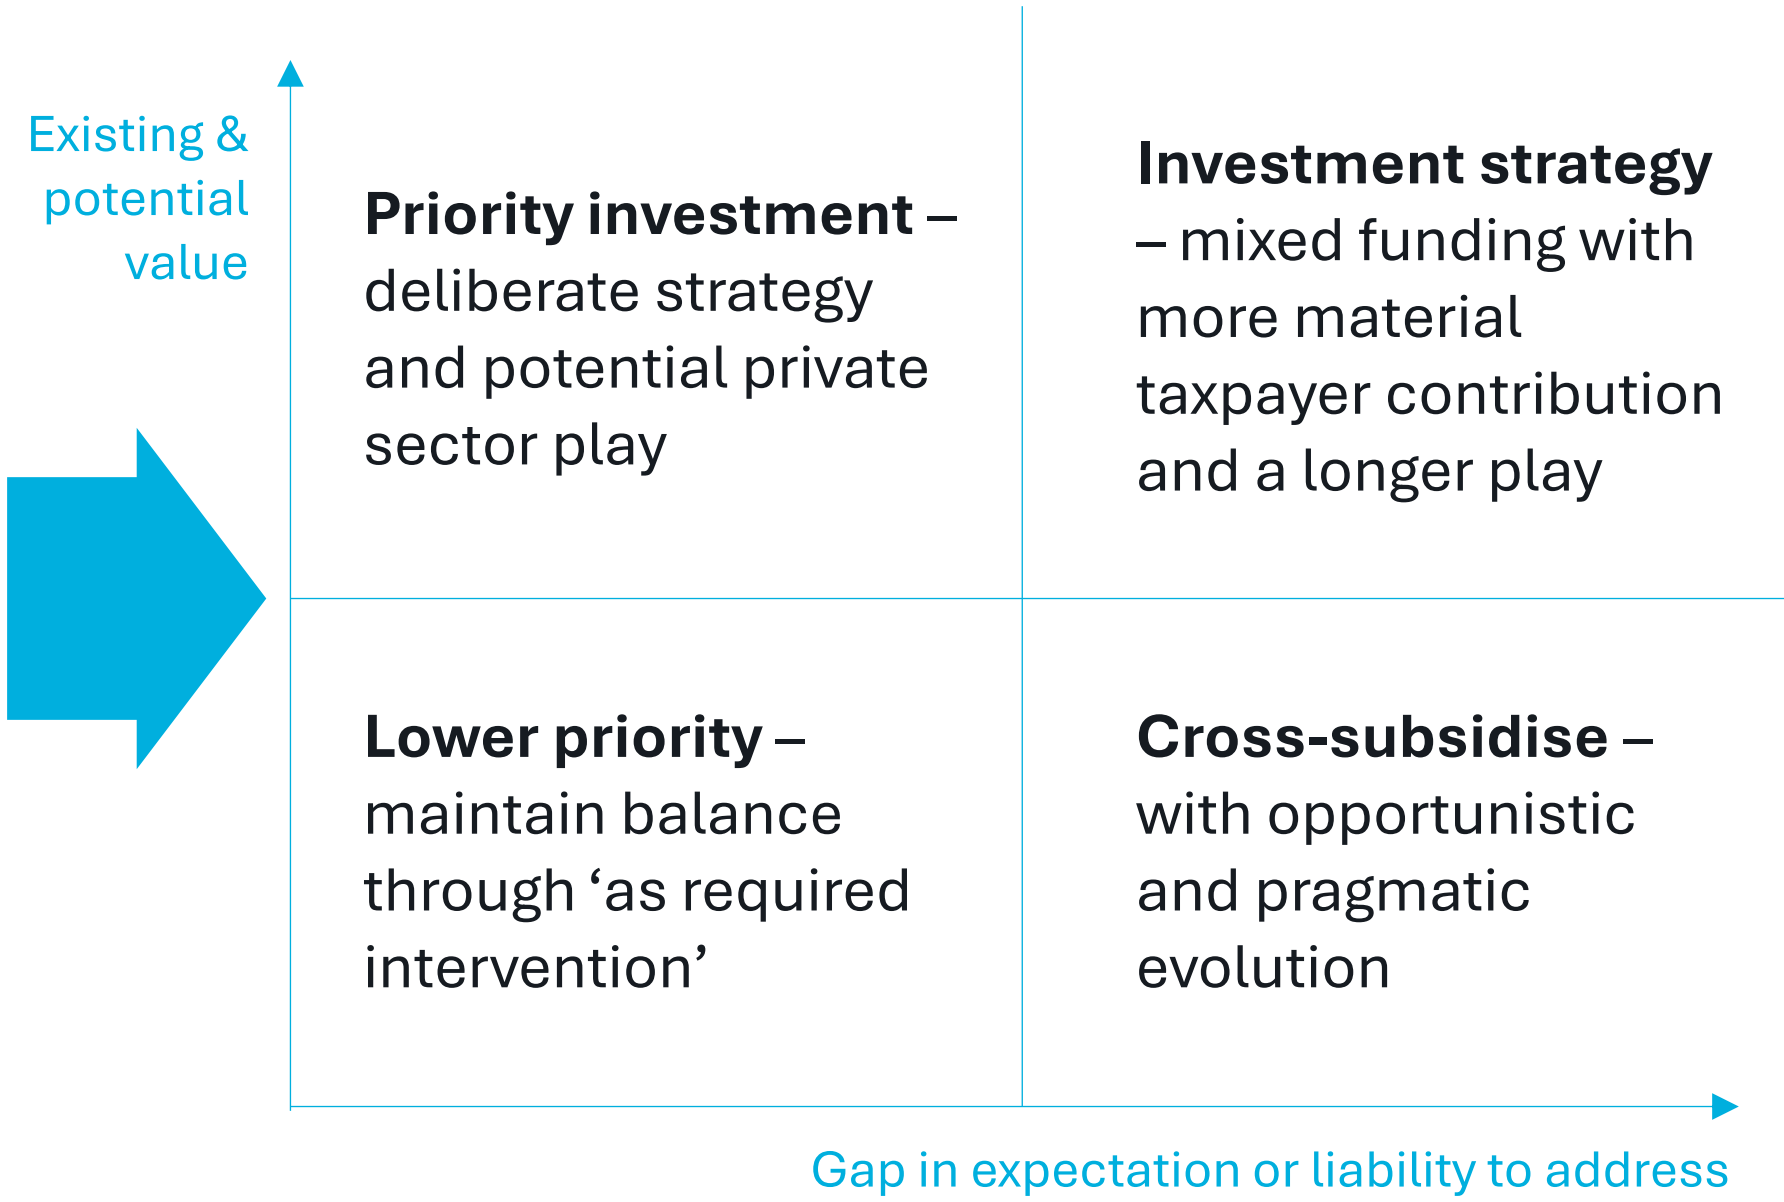 Existing &
potential
value
Priority investment –
deliberate strategy
and potential private
sector play
Investment strategy
– mixed funding with
more material
taxpayer contribution
and a longer play
Lower priority –
maintain balance
through ‘as required
intervention’
Cross-subsidise –
with opportunistic
and pragmatic
evolution
Gap in expectation or liability to address